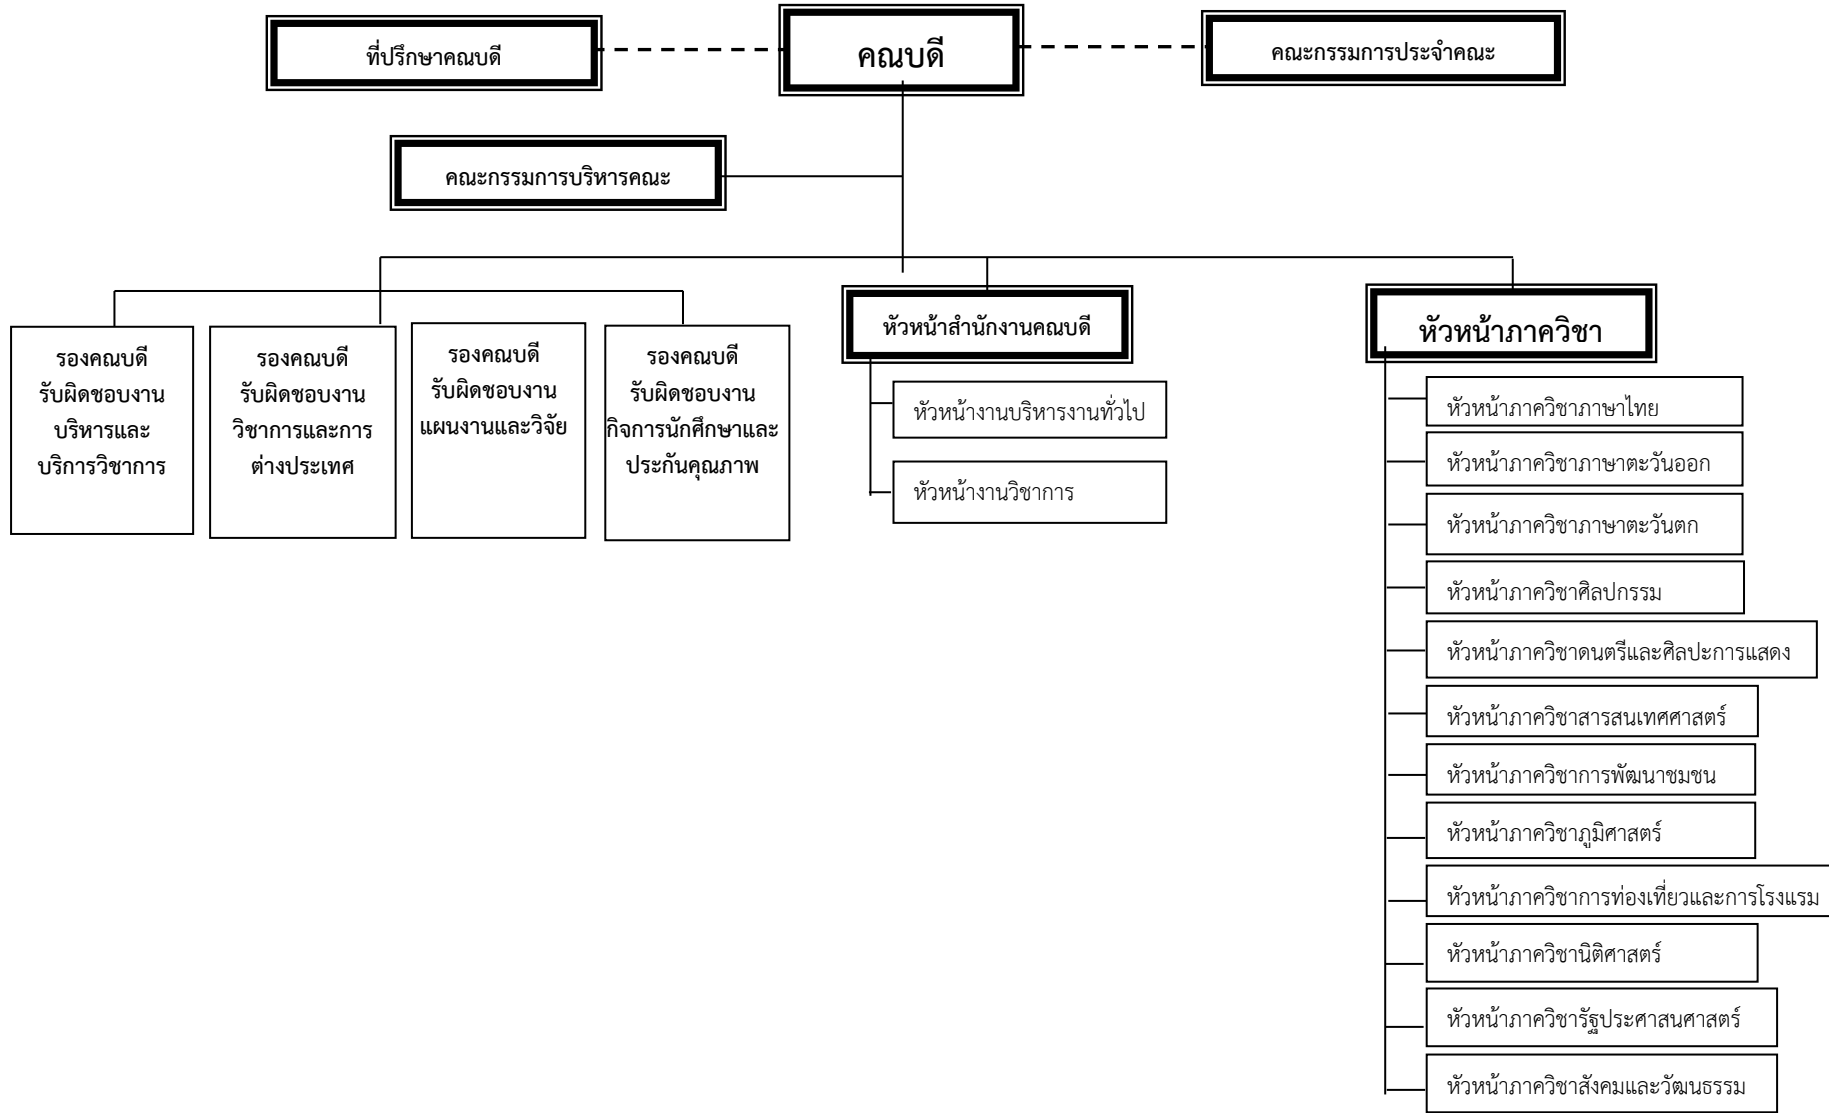 ที่ปรึกษาคณบดี
คณบดี
คณะกรรมการประจำคณะ
คณะกรรมการบริหารคณะ
รองคณบดี
รับผิดชอบงาน
บริหารและ
บริการวิชาการ
รองคณบดี
รับผิดชอบงาน
วิชาการและการ
ต่างประเทศ
รองคณบดี
รับผิดชอบงาน
แผนงานและวิจัย
รองคณบดี
รับผิดชอบงาน
กิจการนักศึกษาและ
ประกันคุณภาพ
หัวหน้าสำนักงานคณบดี
หัวหน้างานบริหารงานทั่วไป
หัวหน้างานวิชาการ
หัวหน้าภาควิชา
หัวหน้าภาควิชาภาษาไทย
หัวหน้าภาควิชาภาษาตะวันออก
หัวหน้าภาควิชาภาษาตะวันตก
หัวหน้าภาควิชาศิลปกรรม
หัวหน้าภาควิชาดนตรีและศิลปะการแสดง
หัวหน้าภาควิชาสารสนเทศศาสตร์
หัวหน้าภาควิชาการพัฒนาชุมชน
หัวหน้าภาควิชาภูมิศาสตร์
หัวหน้าภาควิชาการท่องเที่ยวและการโรงแรม
หัวหน้าภาควิชานิติศาสตร์
หัวหน้าภาควิชารัฐประศาสนศาสตร์
หัวหน้าภาควิชาสังคมและวัฒนธรรม